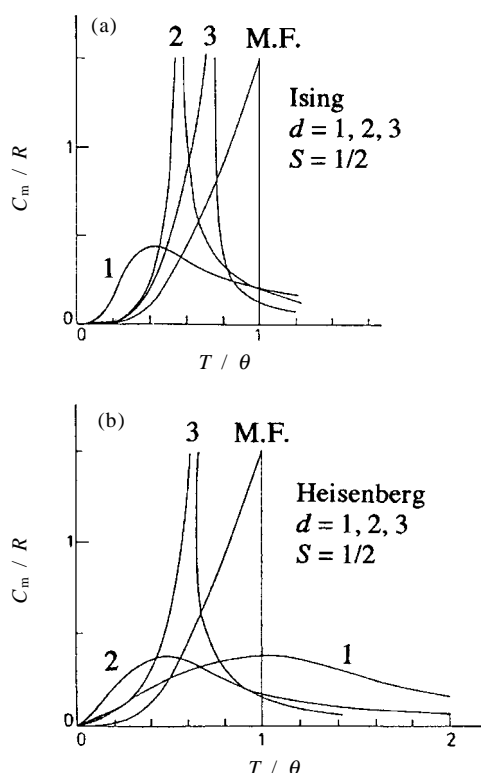 (a)
2 3 M.F.
Ising
d = 1, 2, 3
S = 1/2
1
C_m / R
1
0
0 1
T / θ
(b)
3 M.F.
Heisenberg
d = 1, 2, 3
S = 1/2
1
C_m / R
2 1
0
0 1 2
T / θ